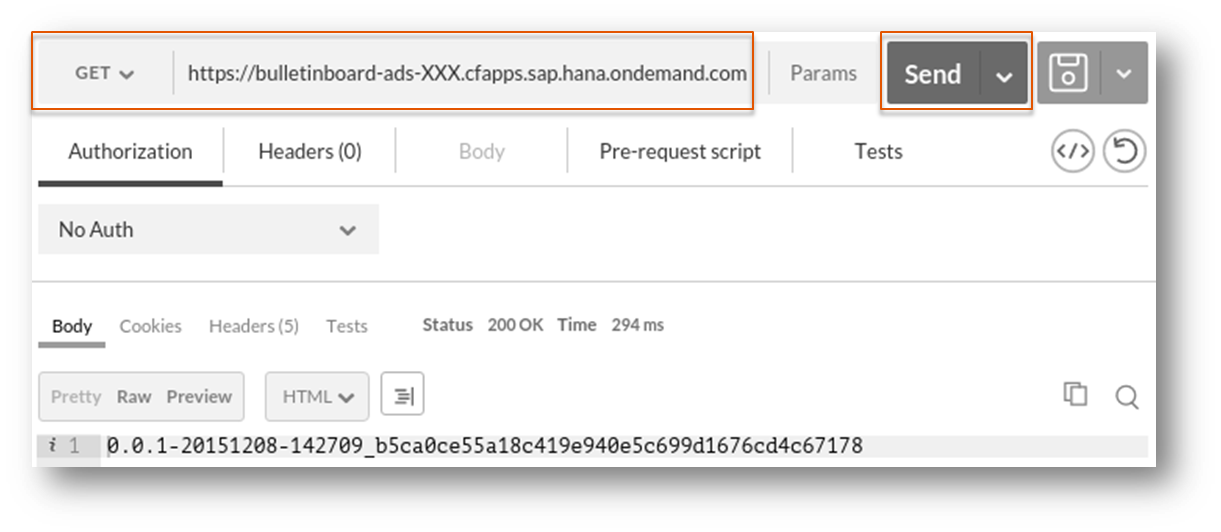 GET https://bulletinboard-ads-XXX.cfapps.sap.hana.ondemand.com Params Send
Authorization Headers (0) Body Pre-request script Tests </>
No Auth
Body Cookies Headers (5) Tests Status 200 OK Time 294 ms
Pretty Raw Preview HTML
i 1 0.0.1-20151208-142709_b5ca0ce55a18c419e940e5c699d1676cd4c67178